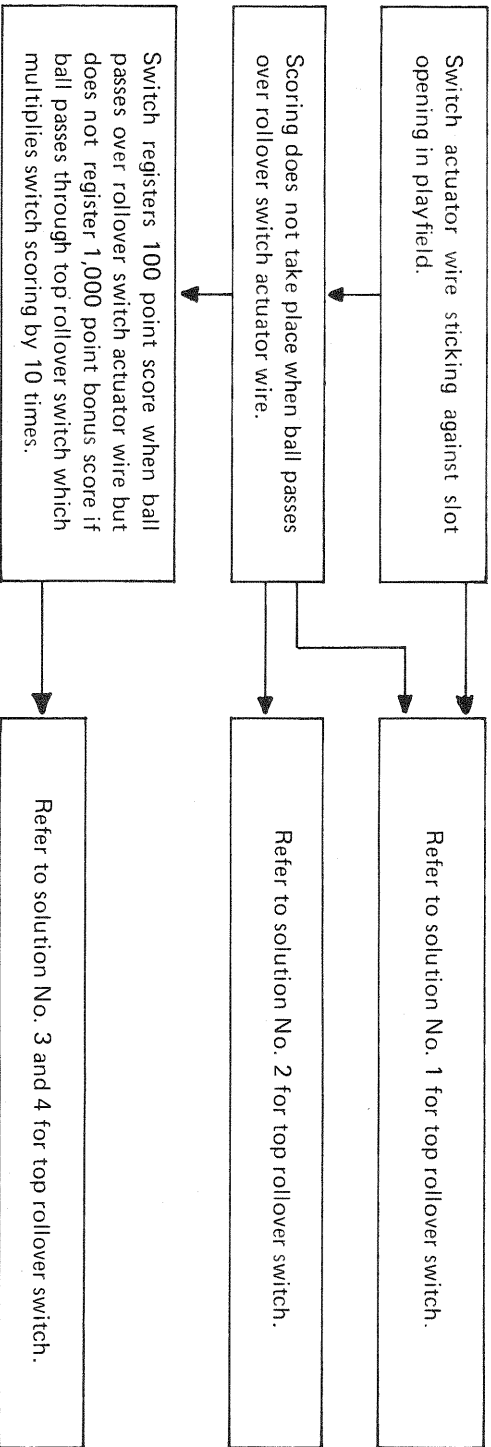 Switch actuator wire sticking against slot
opening in playfield.
Refer to solution No. 1 for top rollover switch.
Scoring does not take place when ball passes
over rollover switch actuator wire.
Refer to solution No. 2 for top rollover switch.
Switch registers 100 point score when ball
passes over rollover switch actuator wire but
does not register 1,000 point bonus score if
ball passes through top rollover switch which
multiplies switch scoring by 10 times.
Refer to solution No. 3 and 4 for top rollover switch.